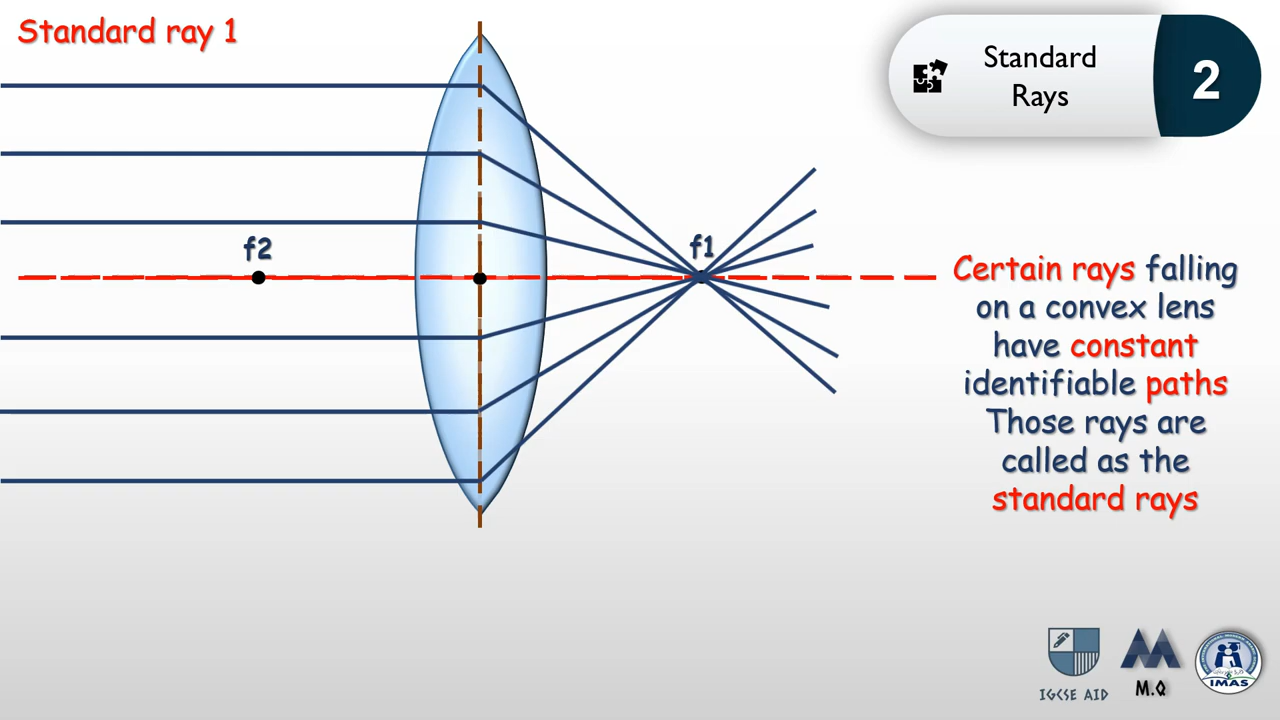 Standard ray 1
Standard
Rays
2
f2
f1
Certain rays falling
on a convex lens
have constant
identifiable paths
Those rays are
called as the
standard rays
IGCSE AID
M.Q
IMAS